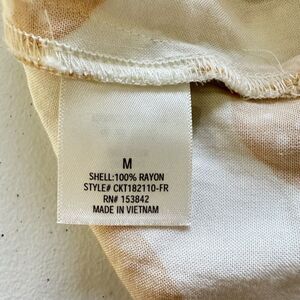 M
SHELL:100% RAYON
STYLE# CKT182110-FR
RN# 153842
MADE IN VIETNAM